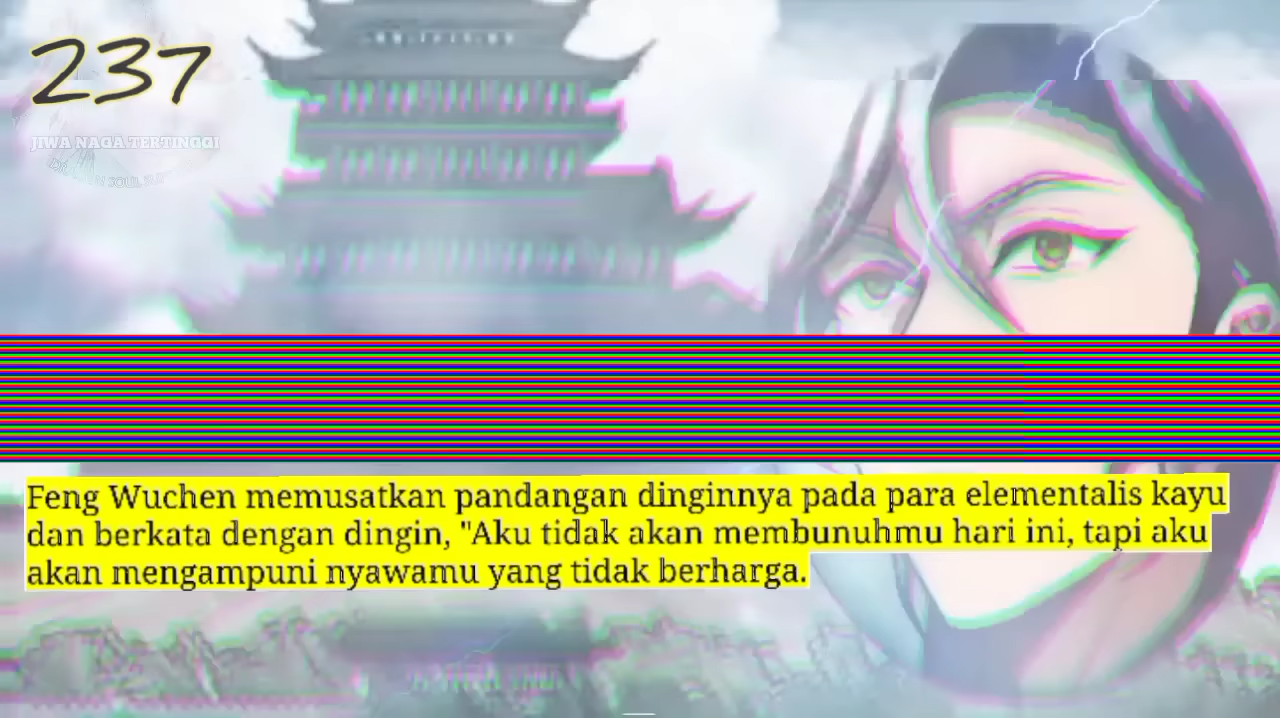 237
JIWA NAGA TERTINGGI
Feng Wuchen memusatkan pandangan dinginnya pada para elementalis kayu
dan berkata dengan dingin, "Aku tidak akan membunuhmu hari ini, tapi aku
akan mengampuni nyawamu yang tidak berharga.